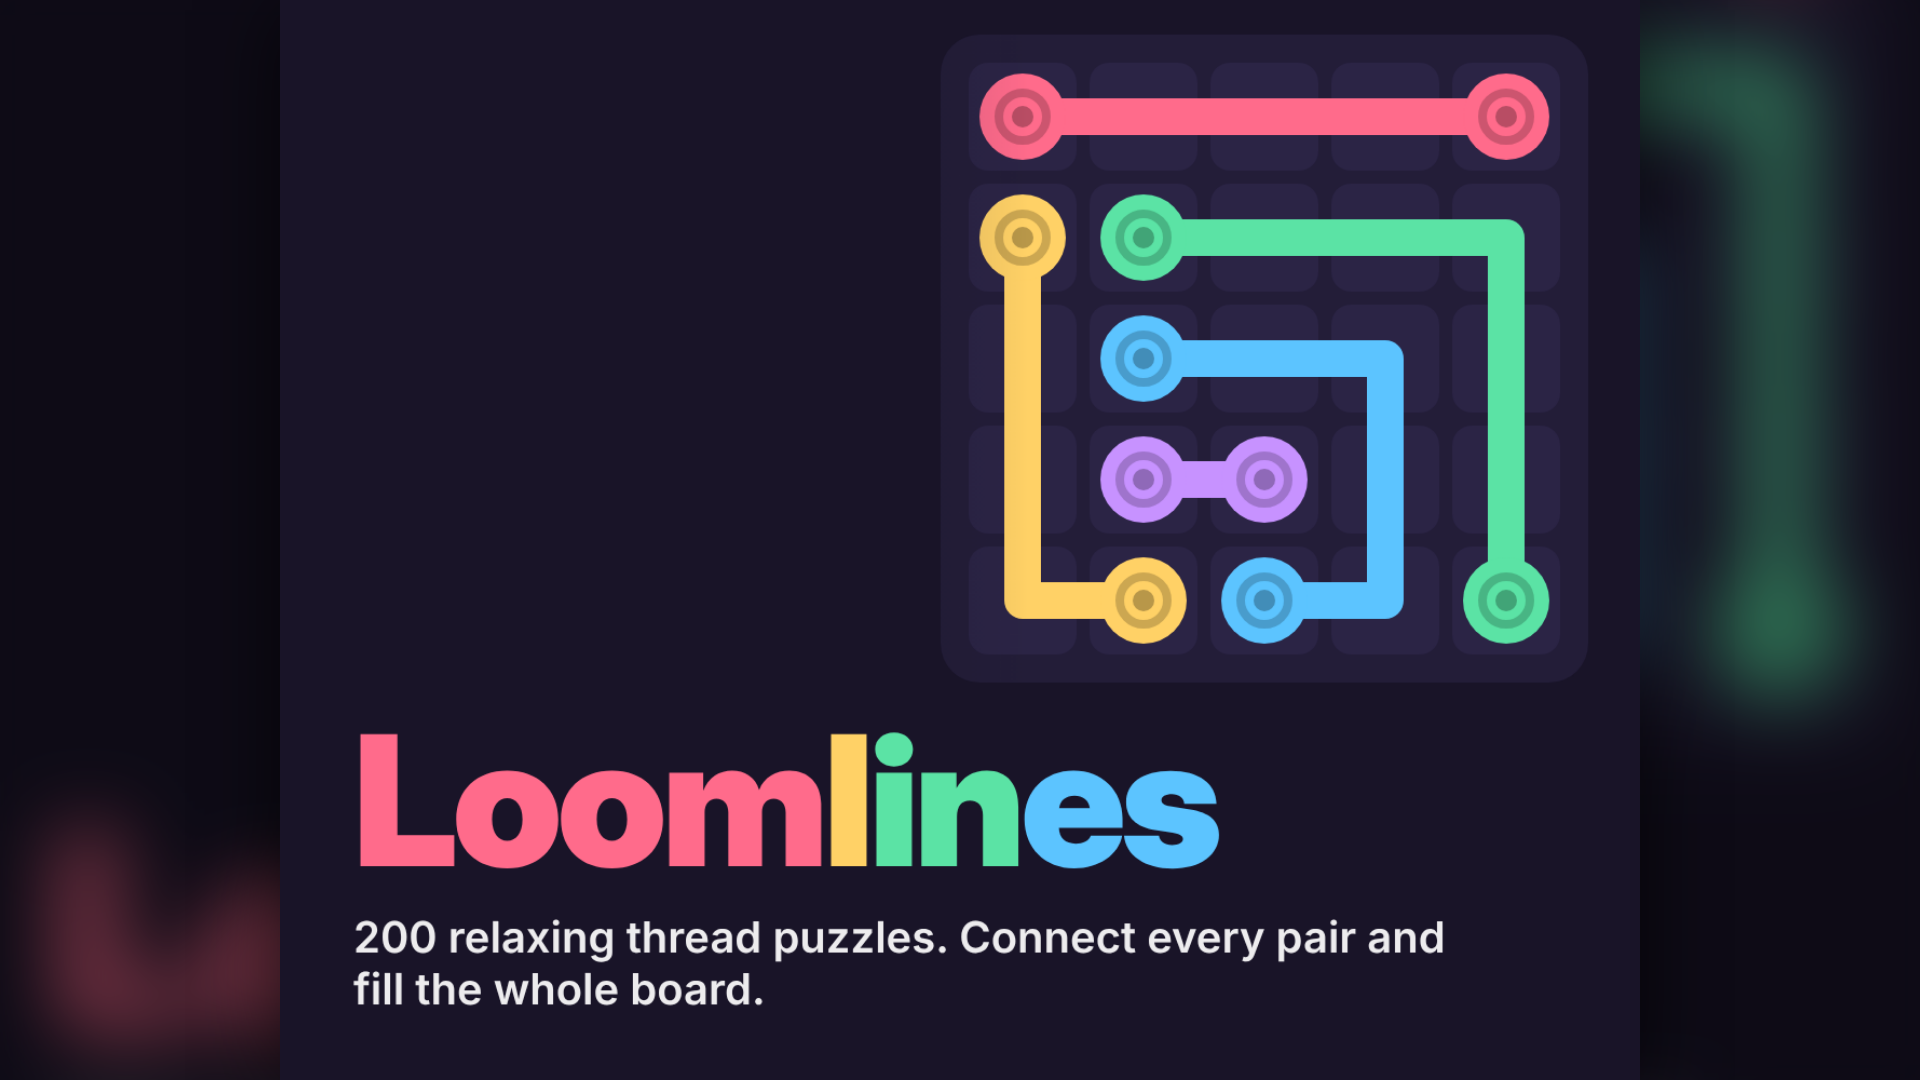 Loomlines
200 relaxing thread puzzles. Connect every pair and
fill the whole board.